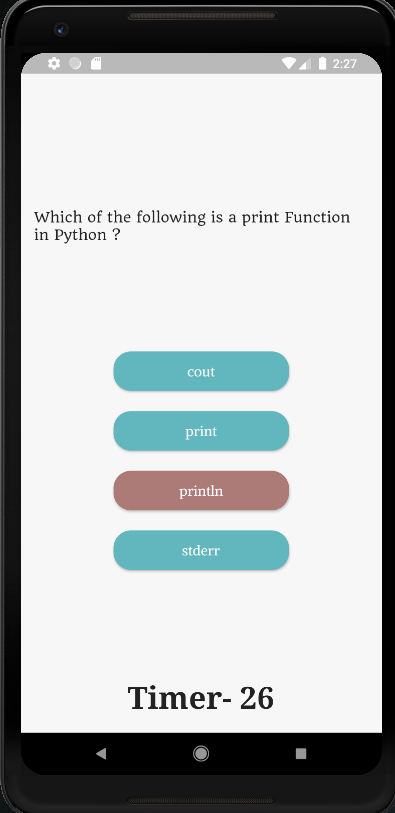 2:27
Which of the following is a print Function
in Python ?
cout
print
println
stderr
Timer- 26